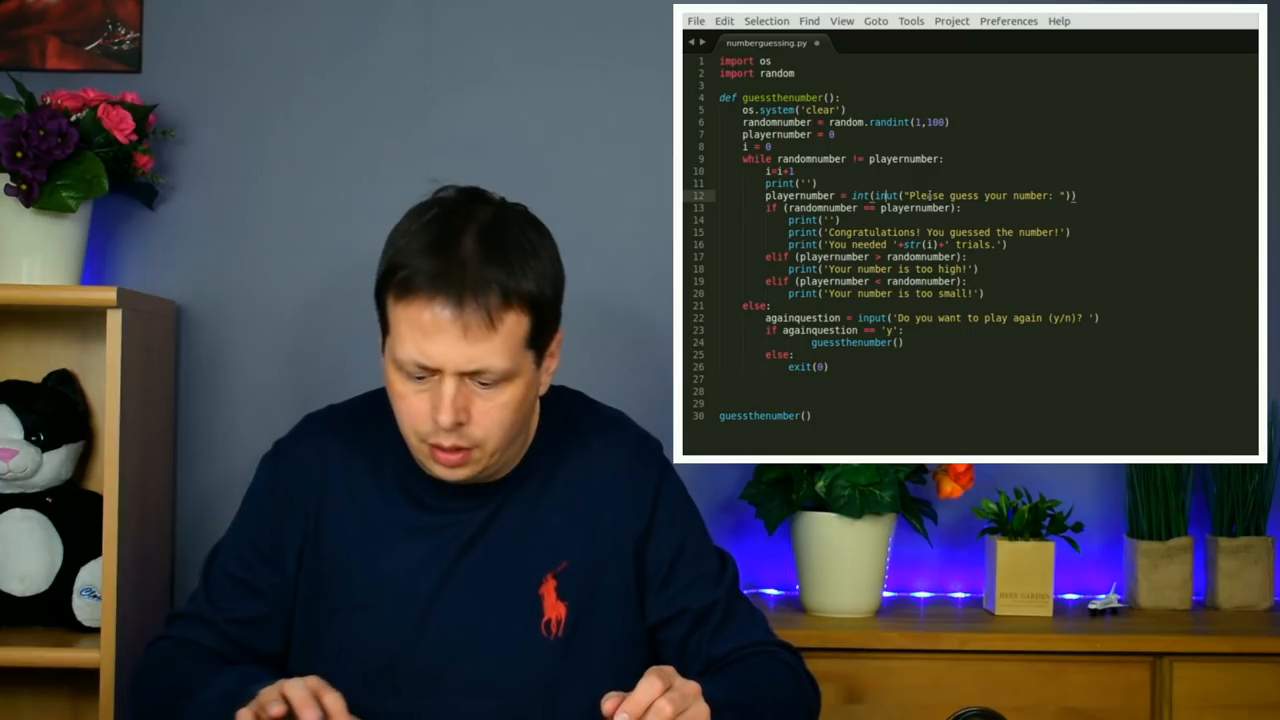 File Edit Selection Find View Goto Tools Project Preferences Help
numberguessing.py
1 import os
2 import random
3
4 def guessthenumber():
5 os.system('clear')
6 randomnumber = random.randint(1,100)
7 playernumber = 0
8 i = 0
9 while randomnumber != playernumber:
10 i=i+1
11 print('')
12 playernumber = int(input("Please guess your number: "))
13 if (randomnumber == playernumber):
14 print('')
15 print('Congratulations! You guessed the number!')
16 print('You needed '+str(i)+' trials.')
17 elif (playernumber > randomnumber):
18 print('Your number is too high!')
19 elif (playernumber < randomnumber):
20 print('Your number is too small!')
21 else:
22 againquestion = input('Do you want to play again (y/n)? ')
23 if againquestion == 'y':
24 guessthenumber()
25 else:
26 exit(0)
27
28
29
30 guessthenumber()
HERB GARDEN